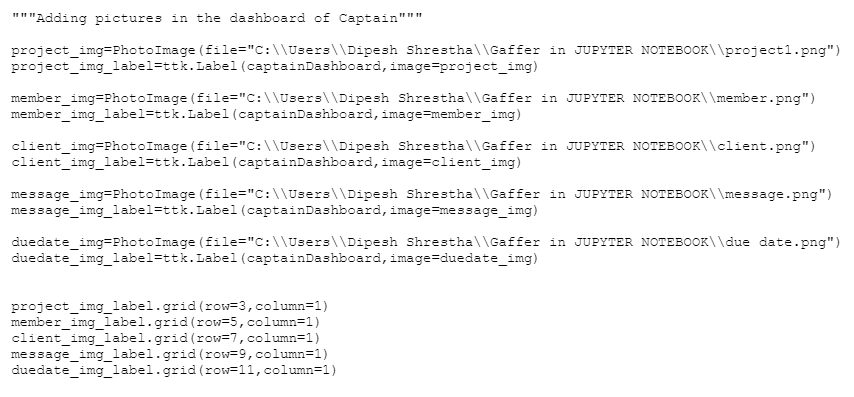 """Adding pictures in the dashboard of Captain"""
project_img=PhotoImage(file="C:\\Users\\Dipesh Shrestha\\Gaffer in JUPYTER NOTEBOOK\\project1.png")
project_img_label=ttk.Label(captainDashboard,image=project_img)
member_img=PhotoImage(file="C:\\Users\\Dipesh Shrestha\\Gaffer in JUPYTER NOTEBOOK\\member.png")
member_img_label=ttk.Label(captainDashboard,image=member_img)
client_img=PhotoImage(file="C:\\Users\\Dipesh Shrestha\\Gaffer in JUPYTER NOTEBOOK\\client.png")
client_img_label=ttk.Label(captainDashboard,image=client_img)
message_img=PhotoImage(file="C:\\Users\\Dipesh Shrestha\\Gaffer in JUPYTER NOTEBOOK\\message.png")
message_img_label=ttk.Label(captainDashboard,image=message_img)
duedate_img=PhotoImage(file="C:\\Users\\Dipesh Shrestha\\Gaffer in JUPYTER NOTEBOOK\\due date.png")
duedate_img_label=ttk.Label(captainDashboard,image=duedate_img)
project_img_label.grid(row=3,column=1)
member_img_label.grid(row=5,column=1)
client_img_label.grid(row=7,column=1)
message_img_label.grid(row=9,column=1)
duedate_img_label.grid(row=11,column=1)